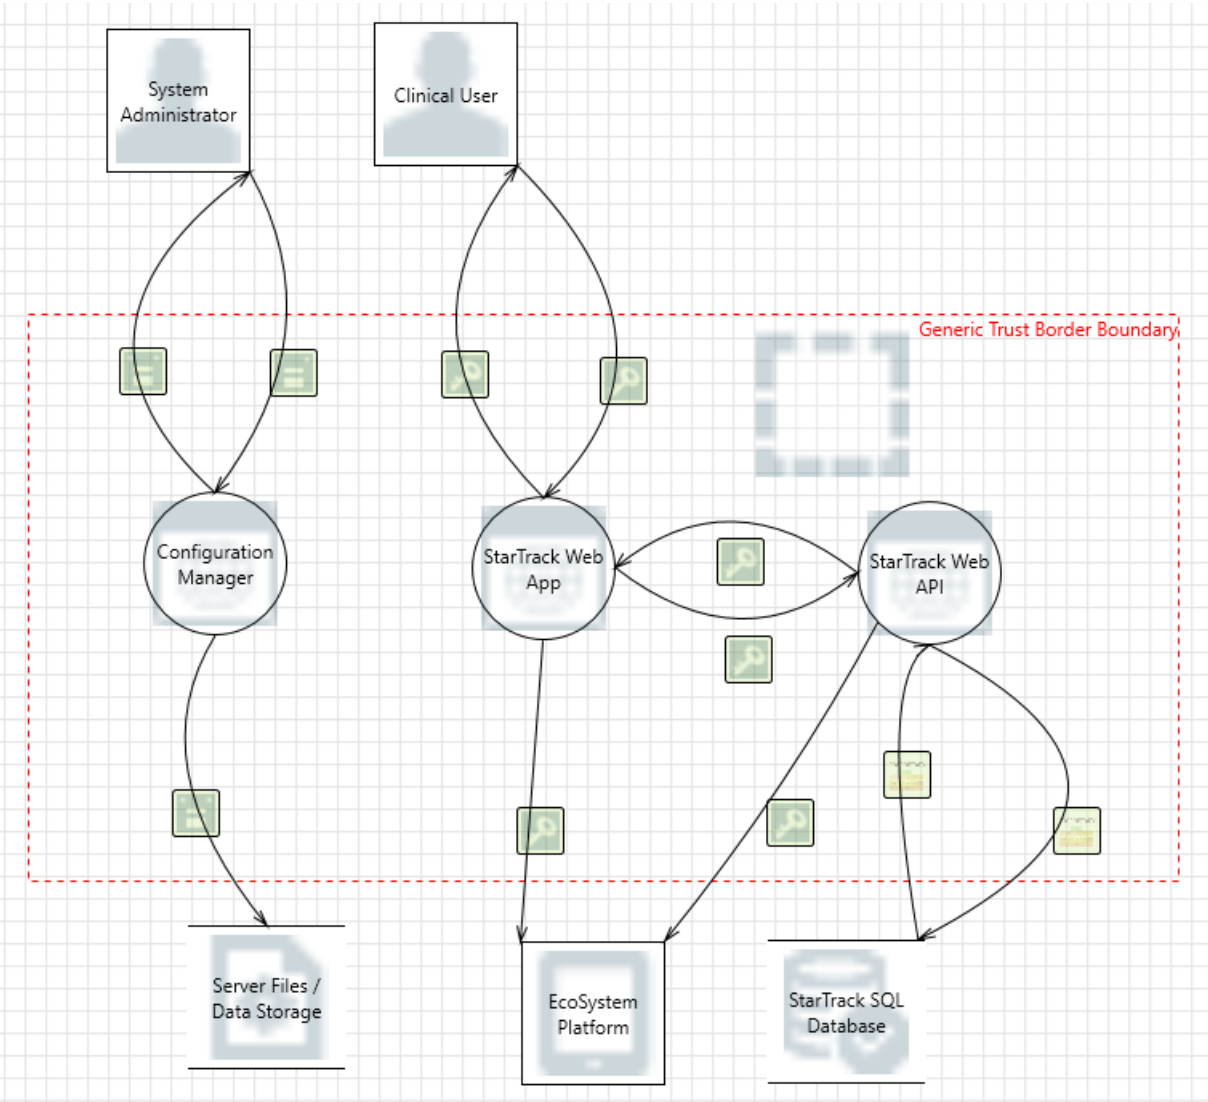 System
Administrator
Clinical User
Generic Trust Border Boundary
Configuration
Manager
StarTrack Web
App
StarTrack Web
API
Server Files /
Data Storage
EcoSystem
Platform
StarTrack SQL
Database